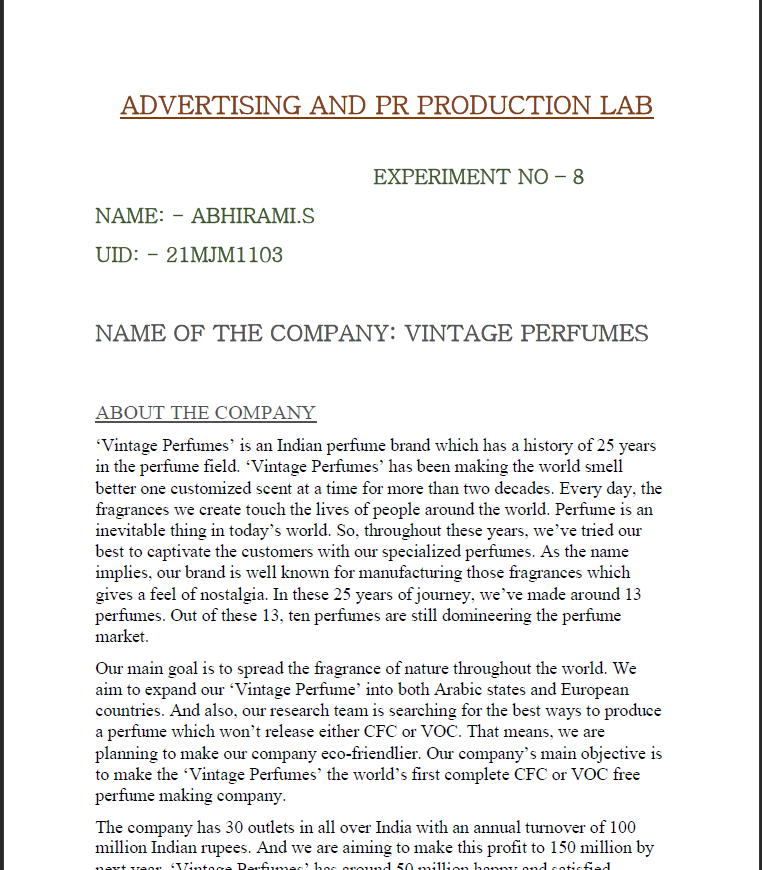 ADVERTISING AND PR PRODUCTION LAB
EXPERIMENT NO – 8
NAME: - ABHIRAMI.S
UID: - 21MJM1103
NAME OF THE COMPANY: VINTAGE PERFUMES
ABOUT THE COMPANY
‘Vintage Perfumes’ is an Indian perfume brand which has a history of 25 years
in the perfume field. ‘Vintage Perfumes’ has been making the world smell
better one customized scent at a time for more than two decades. Every day, the
fragrances we create touch the lives of people around the world. Perfume is an
inevitable thing in today’s world. So, throughout these years, we’ve tried our
best to captivate the customers with our specialized perfumes. As the name
implies, our brand is well known for manufacturing those fragrances which
gives a feel of nostalgia. In these 25 years of journey, we’ve made around 13
perfumes. Out of these 13, ten perfumes are still domineering the perfume
market.
Our main goal is to spread the fragrance of nature throughout the world. We
aim to expand our ‘Vintage Perfume’ into both Arabic states and European
countries. And also, our research team is searching for the best ways to produce
a perfume which won’t release either CFC or VOC. That means, we are
planning to make our company eco-friendlier. Our company’s main objective is
to make the ‘Vintage Perfumes’ the world’s first complete CFC or VOC free
perfume making company.
The company has 30 outlets in all over India with an annual turnover of 100
million Indian rupees. And we are aiming to make this profit to 150 million by
next year. ‘Vintage Perfumes’ has around 50 million happy and satisfied